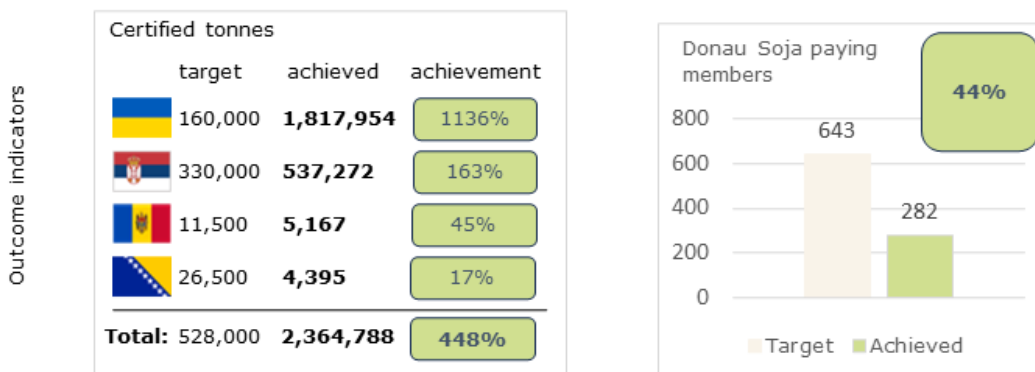 Outcome indicators
Certified tonnes
target achieved achievement
160,000 1,817,954 1136%
330,000 537,272 163%
11,500 5,167 45%
26,500 4,395 17%
Total: 528,000 2,364,788 448%
Donau Soja paying
members
44%
800
643
600
400
282
200
0
Target Achieved